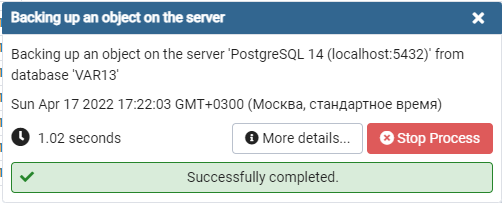 Backing up an object on the server
Backing up an object on the server 'PostgreSQL 14 (localhost:5432)' from
database 'VAR13'
Sun Apr 17 2022 17:22:03 GMT+0300 (Москва, стандартное время)
1.02 seconds
More details...
Stop Process
Successfully completed.